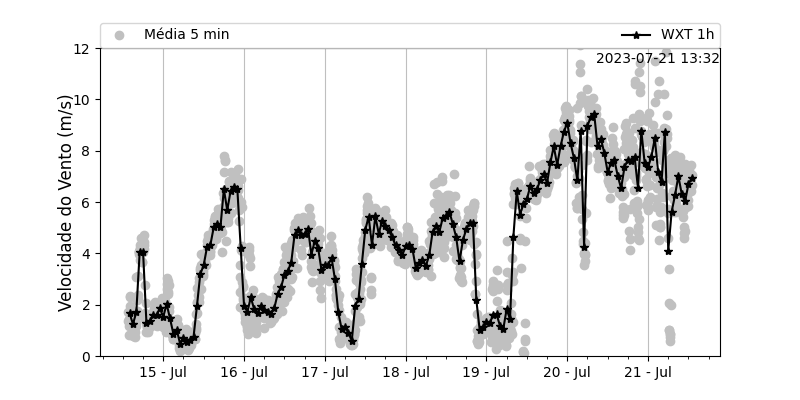 Média 5 min
WXT 1h
2023-07-21 13:32
Velocidade do Vento (m/s)
12
10
8
6
4
2
0
15 - Jul
16 - Jul
17 - Jul
18 - Jul
19 - Jul
20 - Jul
21 - Jul